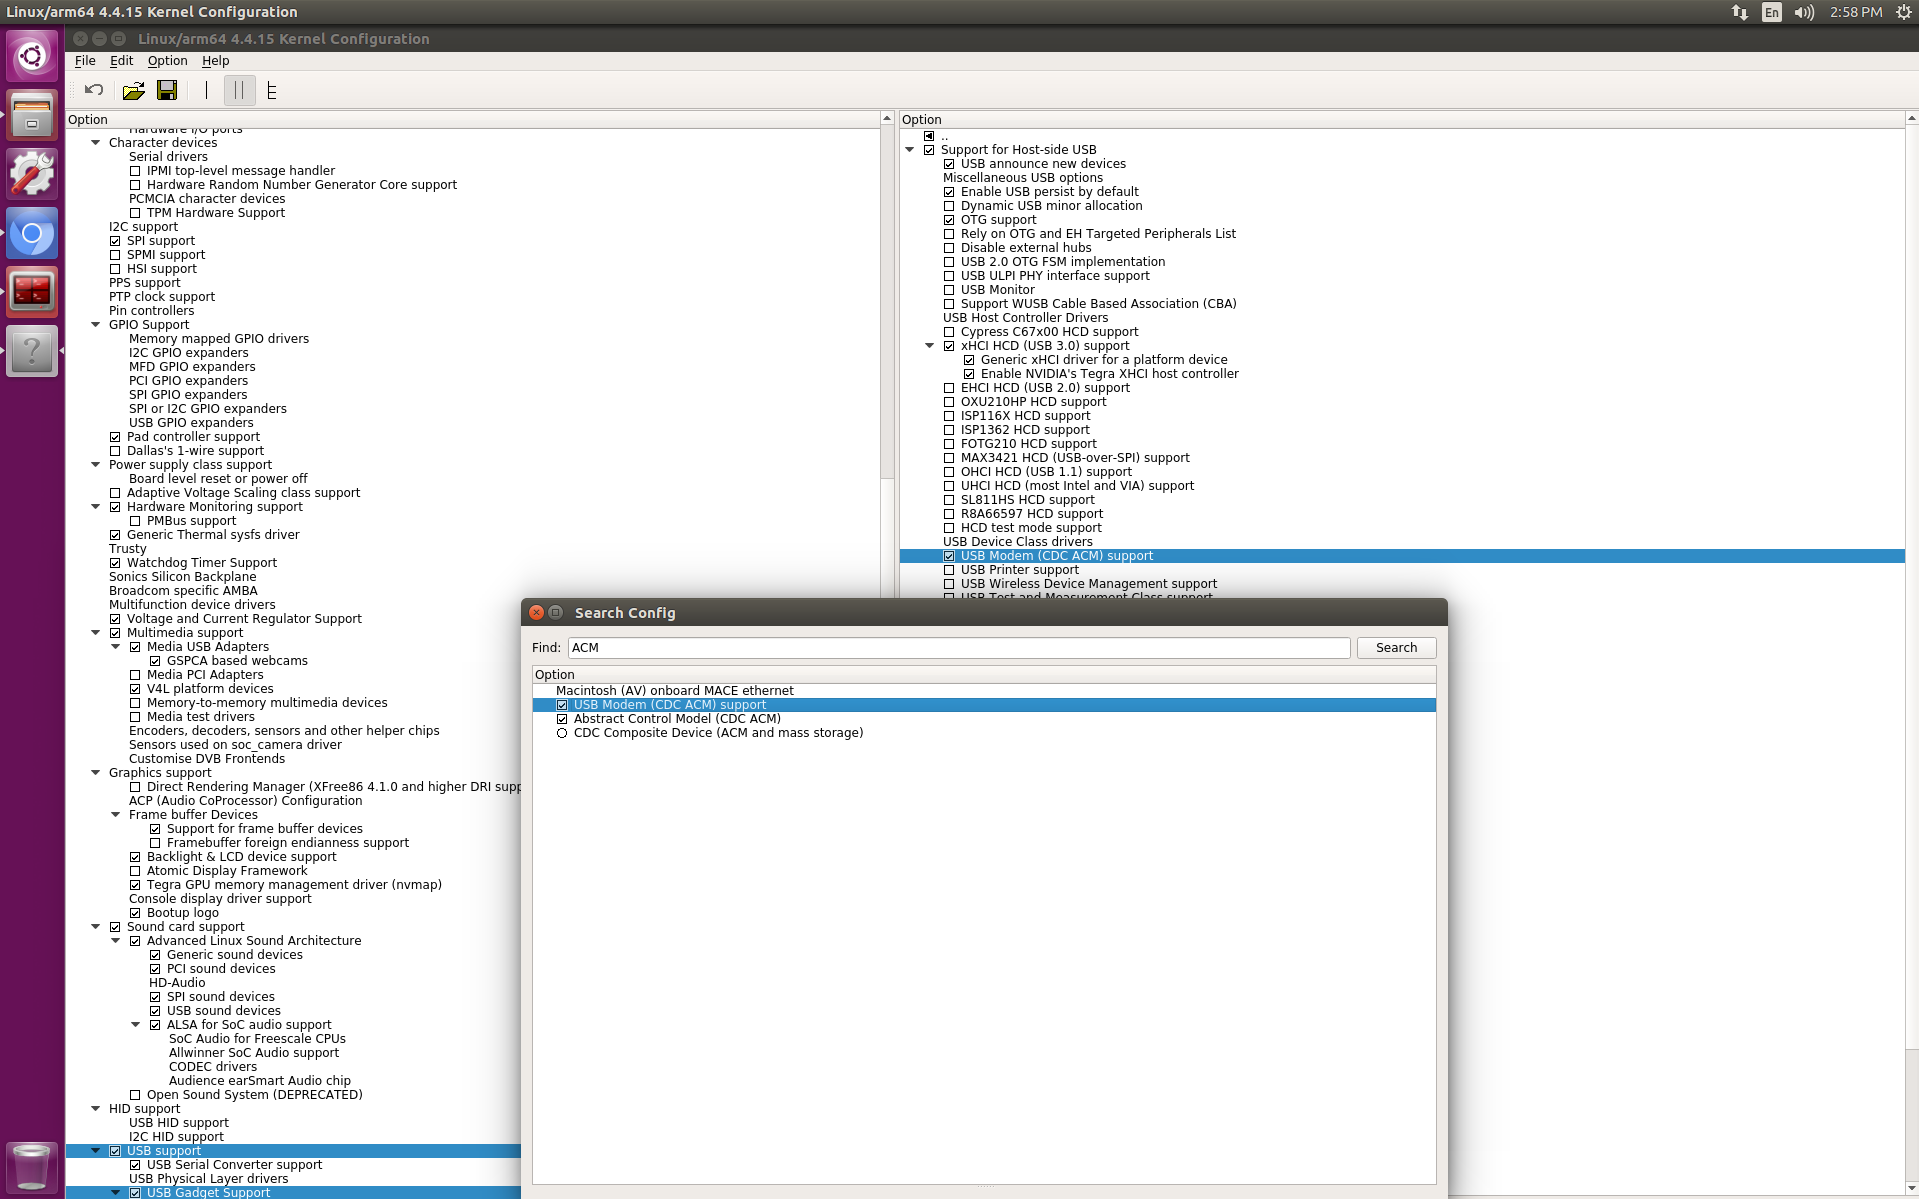 Linux/arm64 4.4.15 Kernel Configuration
En
2:58 PM
Linux/arm64 4.4.15 Kernel Configuration
File Edit Option Help
Option
Hardware I/O ports
Character devices
Serial drivers
IPMI top-level message handler
Hardware Random Number Generator Core support
PCMCIA character devices
TPM Hardware Support
I2C support
SPI support
SPMI support
HSI support
PPS support
PTP clock support
Pin controllers
GPIO Support
Memory mapped GPIO drivers
I2C GPIO expanders
MFD GPIO expanders
PCI GPIO expanders
SPI GPIO expanders
SPI or I2C GPIO expanders
USB GPIO expanders
Pad controller support
Dallas's 1-wire support
Power supply class support
Board level reset or power off
Adaptive Voltage Scaling class support
Hardware Monitoring support
PMBus support
Generic Thermal sysfs driver
Trusty
Watchdog Timer Support
Sonics Silicon Backplane
Broadcom specific AMBA
Multifunction device drivers
Voltage and Current Regulator Support
Multimedia support
Media USB Adapters
GSPCA based webcams
Media PCI Adapters
V4L platform devices
Memory-to-memory multimedia devices
Media test drivers
Encoders, decoders, sensors and other helper chips
Sensors used on soc_camera driver
Customise DVB Frontends
Graphics support
Direct Rendering Manager (XFree86 4.1.0 and higher DRI supp
ACP (Audio CoProcessor) Configuration
Frame buffer Devices
Support for frame buffer devices
Framebuffer foreign endianness support
Backlight & LCD device support
Atomic Display Framework
Tegra GPU memory management driver (nvmap)
Console display driver support
Bootup logo
Sound card support
Advanced Linux Sound Architecture
Generic sound devices
PCI sound devices
HD-Audio
SPI sound devices
USB sound devices
ALSA for SoC audio support
SoC Audio for Freescale CPUs
Allwinner SoC Audio support
CODEC drivers
Audience earSmart Audio chip
Open Sound System (DEPRECATED)
HID support
USB HID support
I2C HID support
USB support
USB Serial Converter support
USB Physical Layer drivers
USB Gadget Support
Option
..
Support for Host-side USB
USB announce new devices
Miscellaneous USB options
Enable USB persist by default
Dynamic USB minor allocation
OTG support
Rely on OTG and EH Targeted Peripherals List
Disable external hubs
USB 2.0 OTG FSM implementation
USB ULPI PHY interface support
USB Monitor
Support WUSB Cable Based Association (CBA)
USB Host Controller Drivers
Cypress C67x00 HCD support
xHCI HCD (USB 3.0) support
Generic xHCI driver for a platform device
Enable NVIDIA's Tegra XHCI host controller
EHCI HCD (USB 2.0) support
OXU210HP HCD support
ISP116X HCD support
ISP1362 HCD support
FOTG210 HCD support
MAX3421 HCD (USB-over-SPI) support
OHCI HCD (USB 1.1) support
UHCI HCD (most Intel and VIA) support
SL811HS HCD support
R8A66597 HCD support
HCD test mode support
USB Device Class drivers
USB Modem (CDC ACM) support
USB Printer support
USB Wireless Device Management support
USB Test and Measurement Class support
Search Config
Find: ACM Search
Option
Macintosh (AV) onboard MACE ethernet
USB Modem (CDC ACM) support
Abstract Control Model (CDC ACM)
CDC Composite Device (ACM and mass storage)